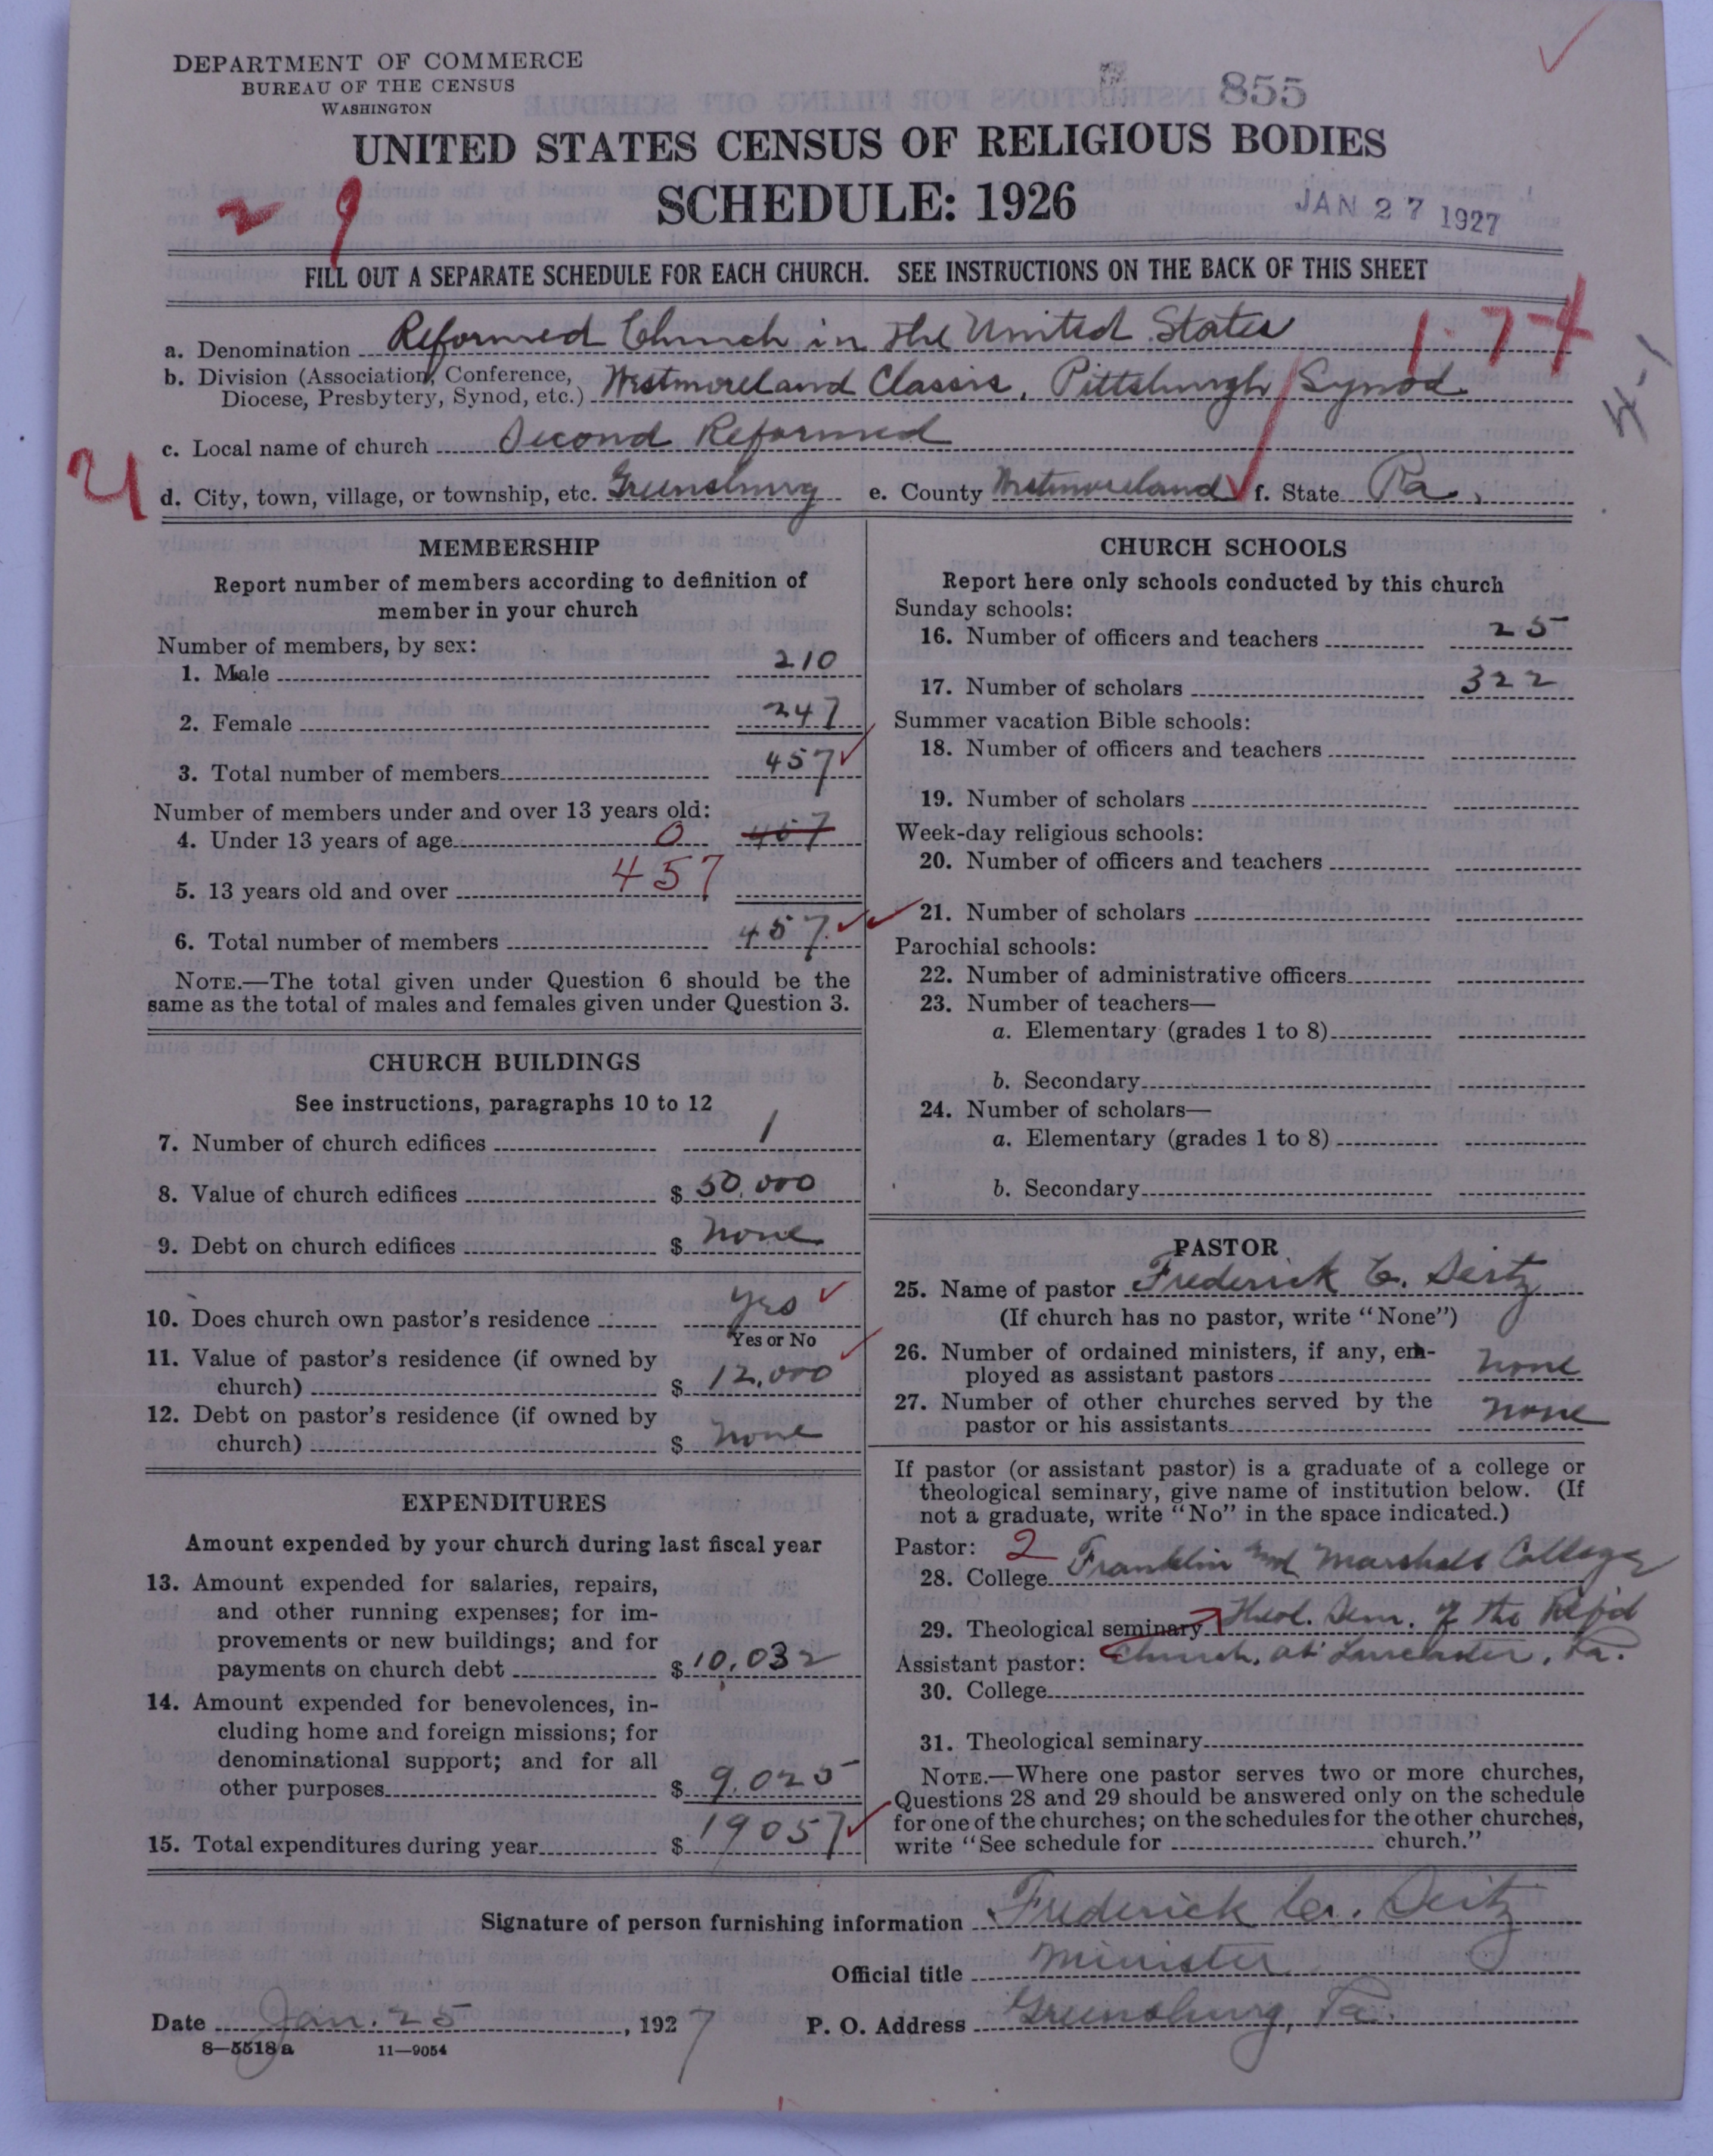 DEPARTMENT OF COMMERCE
BUREAU OF THE CENSUS
WASHINGTON
855
UNITED STATES CENSUS OF RELIGIOUS BODIES
SCHEDULE: 1926
JAN 27 1927
29
FILL OUT A SEPARATE SCHEDULE FOR EACH CHURCH. SEE INSTRUCTIONS ON THE BACK OF THIS SHEET
1-7-4
4-1
a. Denomination Reformed Church in the United States
b. Division (Association, Conference, Diocese, Presbytery, Synod, etc.) Westmoreland Classis, Pittsburgh Synod
c. Local name of church Second Reformed
d. City, town, village, or township, etc. Greensburg e. County Westmoreland f. State Pa.
MEMBERSHIP
Report number of members according to definition of
member in your church
Number of members, by sex:
1. Male 210
2. Female 247
3. Total number of members 457
Number of members under and over 13 years old:
4. Under 13 years of age 0 457
5. 13 years old and over 457
6. Total number of members 457
NOTE.—The total given under Question 6 should be the
same as the total of males and females given under Question 3.
CHURCH BUILDINGS
See instructions, paragraphs 10 to 12
7. Number of church edifices 1
8. Value of church edifices $ 50,000
9. Debt on church edifices $ none
10. Does church own pastor's residence yes
Yes or No
11. Value of pastor's residence (if owned by
church) $ 12,000
12. Debt on pastor's residence (if owned by
church) $ none
EXPENDITURES
Amount expended by your church during last fiscal year
13. Amount expended for salaries, repairs,
and other running expenses; for im-
provements or new buildings; and for
payments on church debt $ 10,032
14. Amount expended for benevolences, in-
cluding home and foreign missions; for
denominational support; and for all
other purposes $ 9,025
15. Total expenditures during year $ 19057
CHURCH SCHOOLS
Report here only schools conducted by this church
Sunday schools:
16. Number of officers and teachers 25
17. Number of scholars 322
Summer vacation Bible schools:
18. Number of officers and teachers
19. Number of scholars
Week-day religious schools:
20. Number of officers and teachers
21. Number of scholars
Parochial schools:
22. Number of administrative officers
23. Number of teachers—
a. Elementary (grades 1 to 8)
b. Secondary
24. Number of scholars—
a. Elementary (grades 1 to 8)
b. Secondary
PASTOR
25. Name of pastor Frederick C. Seitz
(If church has no pastor, write "None")
26. Number of ordained ministers, if any, em-
ployed as assistant pastors none
27. Number of other churches served by the
pastor or his assistants none
If pastor (or assistant pastor) is a graduate of a college or
theological seminary, give name of institution below. (If
not a graduate, write "No" in the space indicated.)
Pastor: 2
28. College Franklin and Marshall College
29. Theological seminary Theol. Sem. of the Ref'd
Assistant pastor: Church, at Lancaster, Pa.
30. College
31. Theological seminary
NOTE.—Where one pastor serves two or more churches,
Questions 28 and 29 should be answered only on the schedule
for one of the churches; on the schedules for the other churches,
write "See schedule for church."
Signature of person furnishing information Frederick C. Seitz
Official title Minister
Date Jan. 25, 1927 P. O. Address Greensburg, Pa.
8—5518a 11—9054